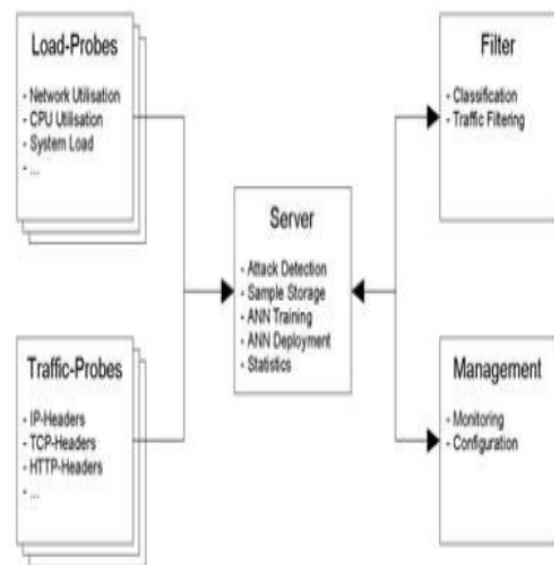 Load-Probes
- Network Utilisation
- CPU Utilisation
- System Load
- ...
Traffic-Probes
- IP-Headers
- TCP-Headers
- HTTP-Headers
- ...
Server
- Attack Detection
- Sample Storage
- ANN Training
- ANN Deployment
- Statistics
Filter
- Classification
- Traffic Filtering
Management
- Monitoring
- Configuration